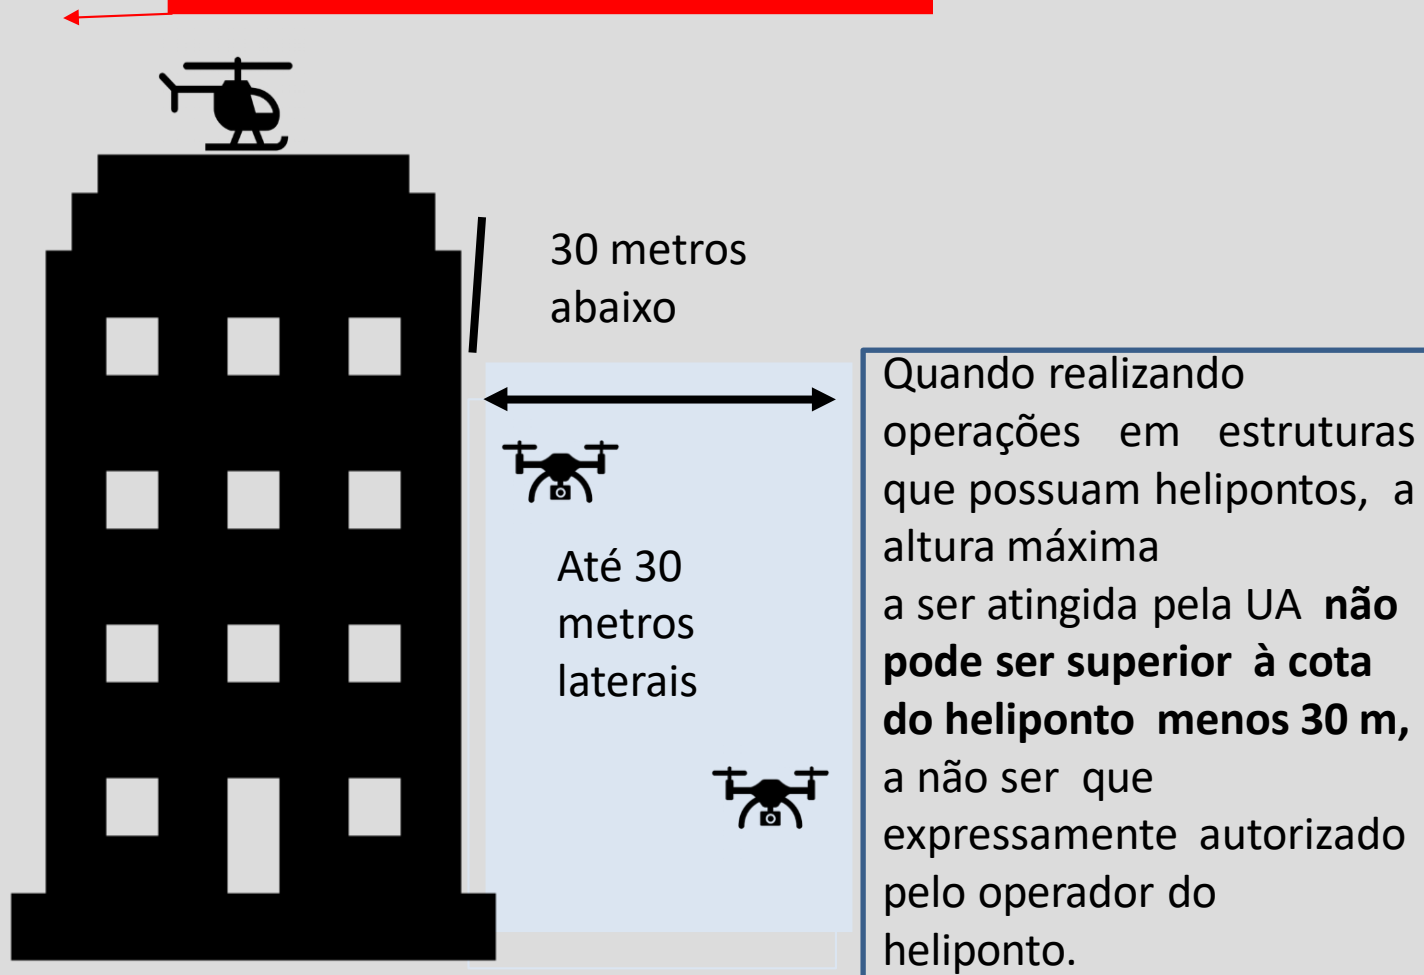 30 metros
abaixo
Até 30
metros
laterais
Quando realizando
operações em estruturas
que possuam helipontos, a
altura máxima
a ser atingida pela UA não
pode ser superior à cota
do heliponto menos 30 m,
a não ser que
expressamente autorizado
pelo operador do
heliponto.